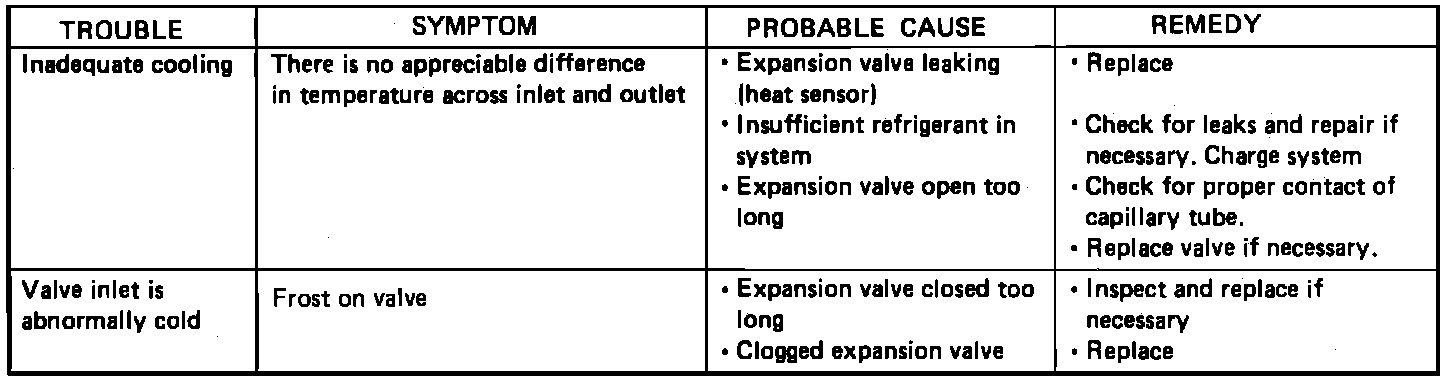 TROUBLE
SYMPTOM
PROBABLE CAUSE
REMEDY
Inadequate cooling
There is no appreciable difference
in temperature across inlet and outlet
• Expansion valve leaking
(heat sensor)
• Insufficient refrigerant in
system
• Expansion valve open too
long
• Replace
• Check for leaks and repair if
necessary. Charge system
• Check for proper contact of
capillary tube.
• Replace valve if necessary.
Valve inlet is
abnormally cold
Frost on valve
• Expansion valve closed too
long
• Clogged expansion valve
• Inspect and replace if
necessary
• Replace